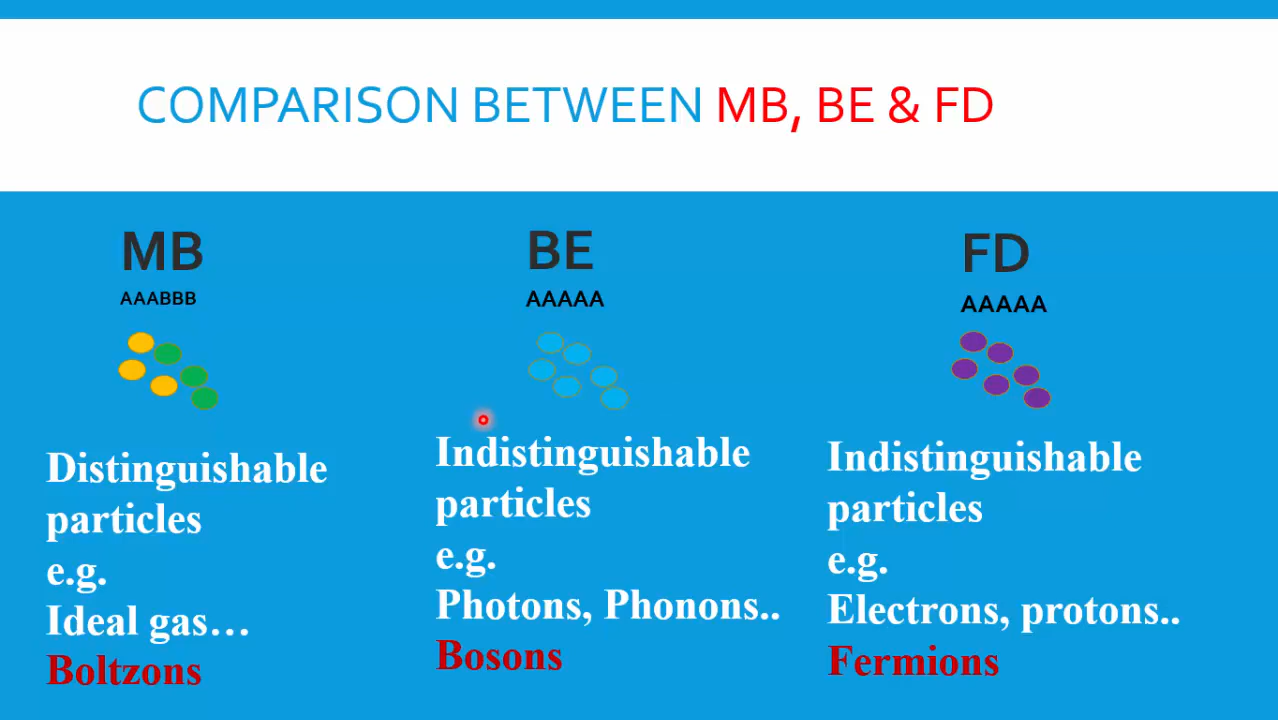 COMPARISON BETWEEN MB, BE & FD
MB
AAABBB
Distinguishable
particles
e.g.
Ideal gas...
Boltzons
BE
AAAAA
Indistinguishable
particles
e.g.
Photons, Phonons..
Bosons
FD
AAAAA
Indistinguishable
particles
e.g.
Electrons, protons..
Fermions